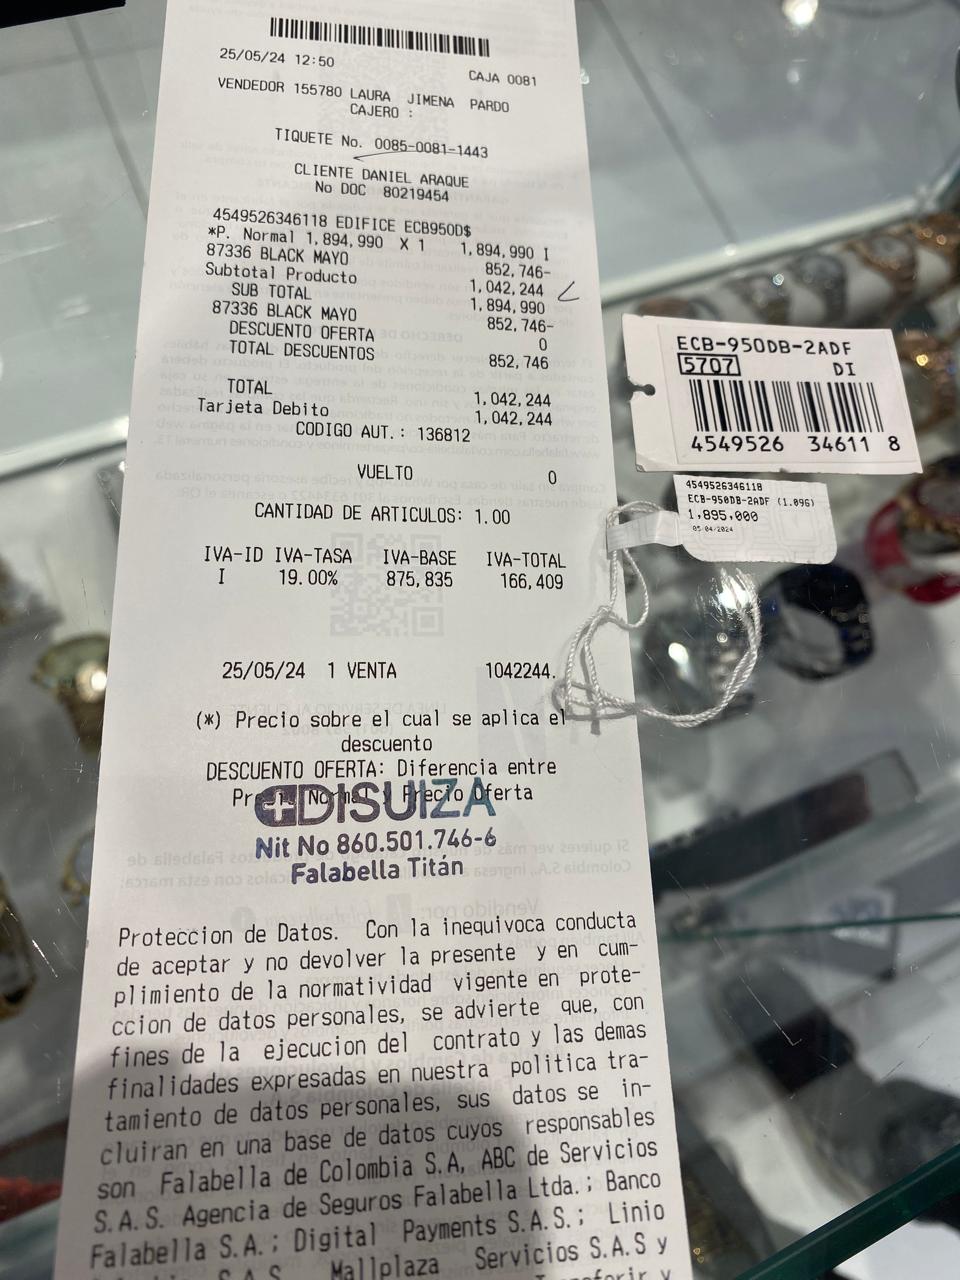 25/05/24 12:50 CAJA 0081
VENDEDOR 155780 LAURA JIMENA PARDO
CAJERO :
TIQUETE No. 0085-0081-1443
CLIENTE DANIEL ARAQUE
No DOC 80219454
4549526346118 EDIFICE ECB950D$
*P. Normal 1,894,990 X 1 1,894,990 I
87336 BLACK MAYO 852,746-
Subtotal Producto 1,042,244
SUB TOTAL 1,894,990
87336 BLACK MAYO 852,746-
DESCUENTO OFERTA 0
TOTAL DESCUENTOS 852,746
TOTAL 1,042,244
Tarjeta Debito 1,042,244
CODIGO AUT.: 136812
VUELTO 0
CANTIDAD DE ARTICULOS: 1.00
IVA-ID IVA-TASA IVA-BASE IVA-TOTAL
I 19.00% 875,835 166,409
25/05/24 1 VENTA 1042244.
(*) Precio sobre el cual se aplica el
descuento
DESCUENTO OFERTA: Diferencia entre
Precio Normal y Precio Oferta
DISUIZA
Nit No 860.501.746-6
Falabella Titán
Proteccion de Datos. Con la inequivoca conducta
de aceptar y no devolver la presente y en cum-
plimiento de la normatividad vigente en prote-
ccion de datos personales, se advierte que, con
fines de la ejecucion del contrato y las demas
finalidades expresadas en nuestra politica tra-
tamiento de datos personales, sus datos se in-
cluiran en una base de datos cuyos responsables
son Falabella de Colombia S.A, ABC de Servicios
S.A.S. Agencia de Seguros Falabella Ltda.; Banco
Falabella S.A.; Digital Payments S.A.S.; Linio
S.A.S. Mallplaza Servicios S.A.S y
ECB-950DB-2ADF
5707 DI
4549526 34611 8
4549526346118
ECB-950DB-2ADF (1.096)
1,895,000
05/04/2024